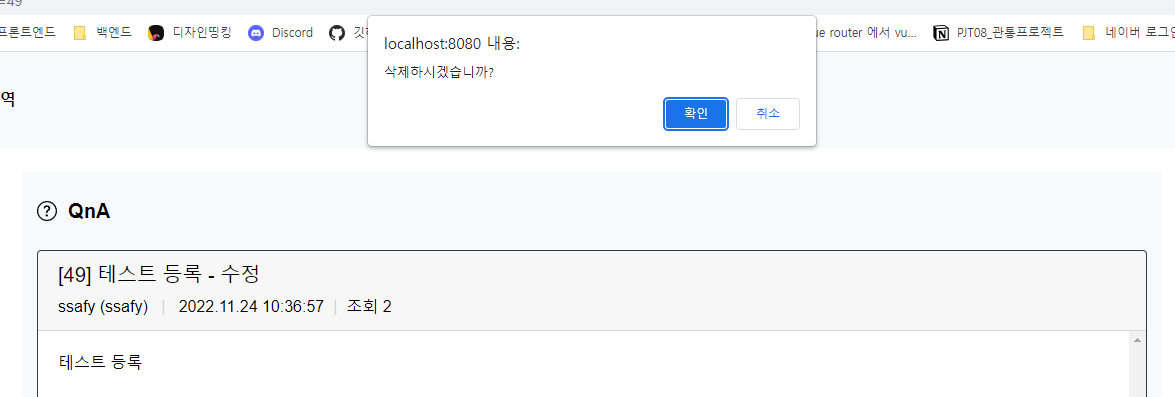 =49
프론트엔드 백엔드 디자인띵킹 Discord 깃 ue router 에서 vu... PJT08_관통프로젝트 네이버 로그인
localhost:8080 내용:
삭제하시겠습니까?
확인 취소
역
QnA
[49] 테스트 등록 - 수정
ssafy (ssafy) | 2022.11.24 10:36:57 | 조회 2
테스트 등록